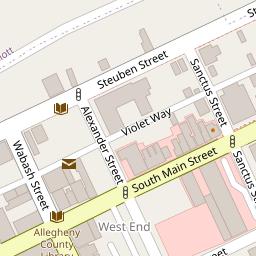 ott
Steuben Street
Sanctus Street
Violet Way
Alexander Street
Wabash Street
South Main Street
Sanctus
Allegheny
County
Library
West End